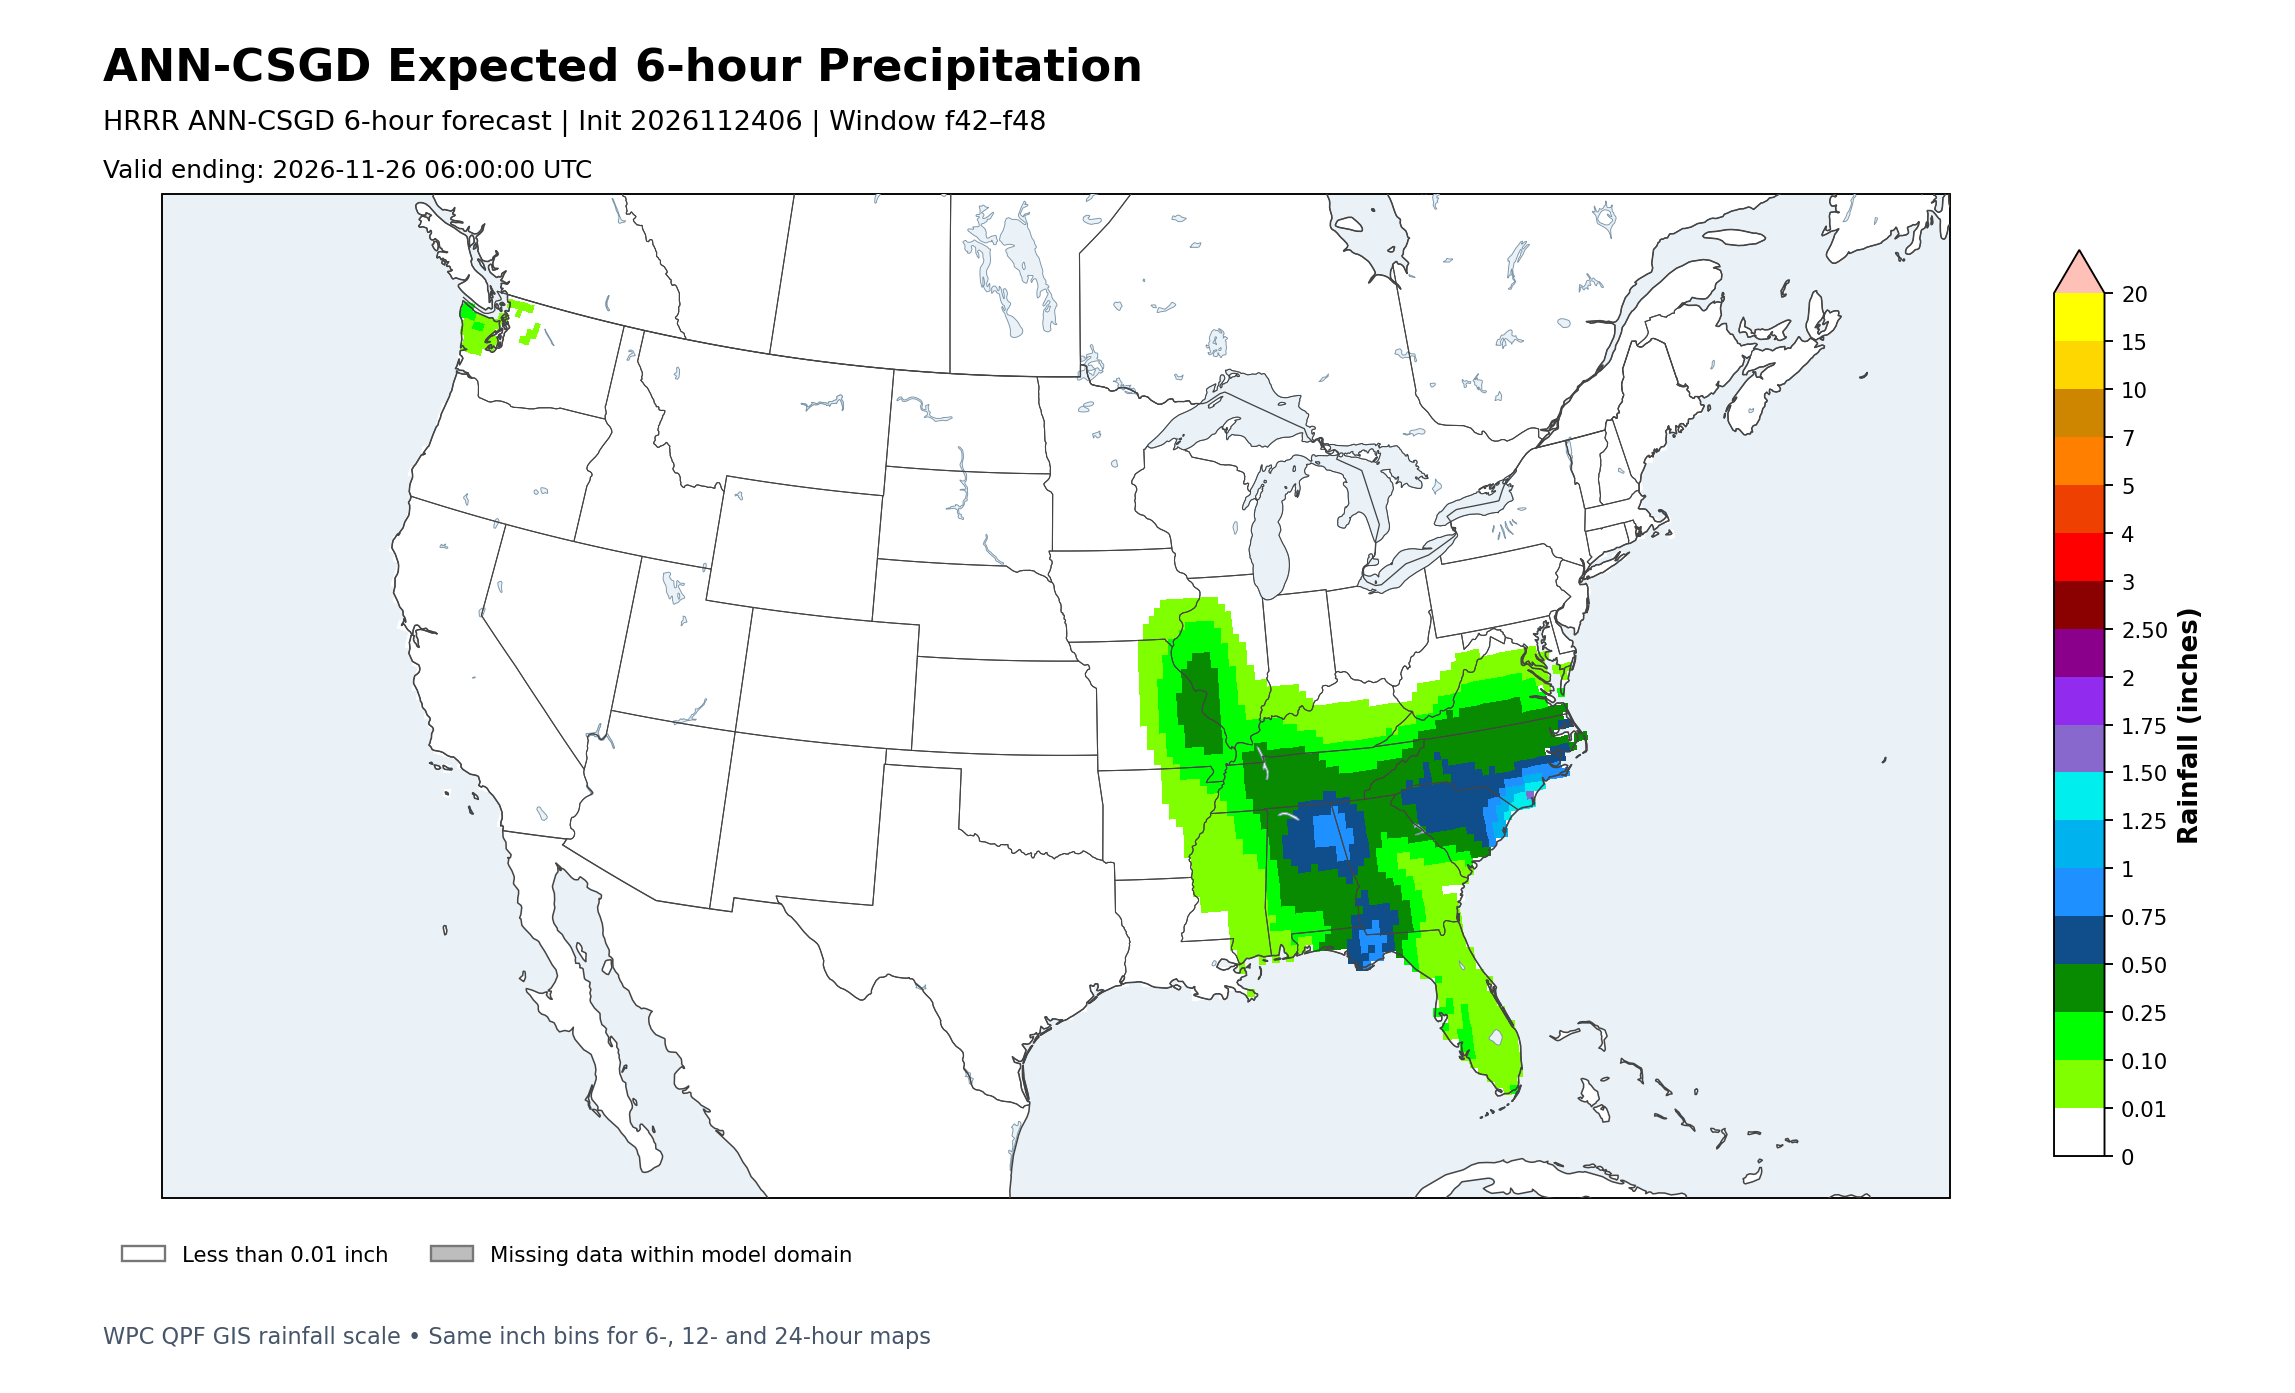 ANN-CSGD Expected 6-hour Precipitation
HRRR ANN-CSGD 6-hour forecast | Init 2026112406 | Window f42–f48
Valid ending: 2026-11-26 06:00:00 UTC
20
15
10
7
5
4
3
2.50
2
1.75
1.50
1.25
1
0.75
0.50
0.25
0.10
0.01
0
Rainfall (inches)
Less than 0.01 inch
Missing data within model domain
WPC QPF GIS rainfall scale • Same inch bins for 6-, 12- and 24-hour maps